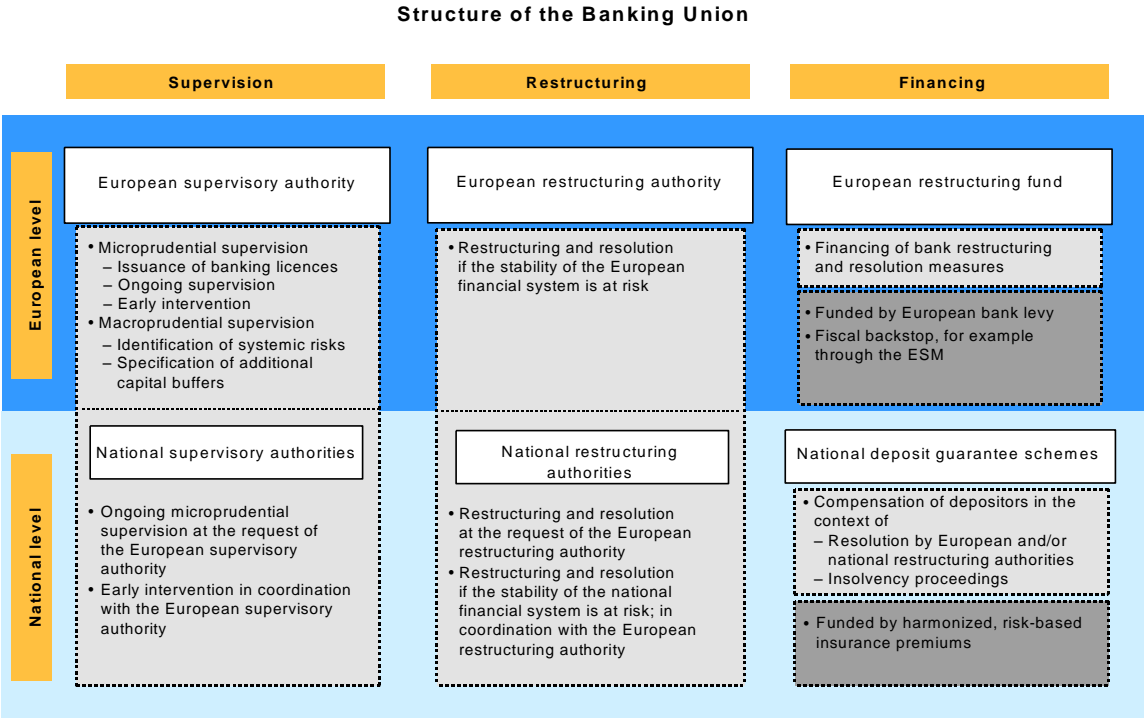 Structure of the Banking Union
Supervision
Restructuring
Financing
European level
European supervisory authority
• Microprudential supervision
– Issuance of banking licences
– Ongoing supervision
– Early intervention
• Macroprudential supervision
– Identification of systemic risks
– Specification of additional
capital buffers
European restructuring authority
• Restructuring and resolution
if the stability of the European
financial system is at risk
European restructuring fund
• Financing of bank restructuring
and resolution measures
• Funded by European bank levy
• Fiscal backstop, for example
through the ESM
National level
National supervisory authorities
• Ongoing microprudential
supervision at the request of
the European supervisory
authority
• Early intervention in coordination
with the European supervisory
authority
National restructuring
authorities
• Restructuring and resolution
at the request of the European
restructuring authority
• Restructuring and resolution
if the stability of the national
financial system is at risk; in
coordination with the European
restructuring authority
National deposit guarantee schemes
• Compensation of depositors in the
context of
– Resolution by European and/or
national restructuring authorities
– Insolvency proceedings
• Funded by harmonized, risk-based
insurance premiums